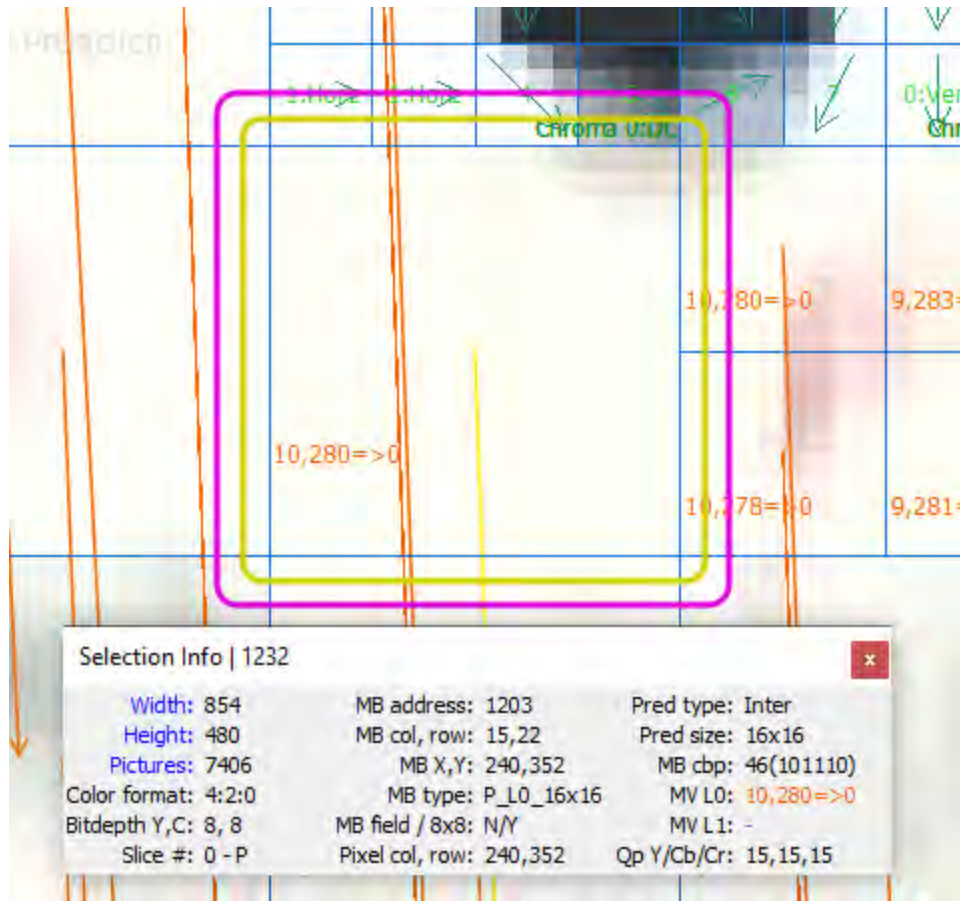 0:Ver
Chroma 0:DC
Chr
10,280=>0
9,283=
10,280=>0
10,278=>0
9,281=
Selection Info | 1232
x
Width: 854 MB address: 1203 Pred type: Inter
Height: 480 MB col, row: 15,22 Pred size: 16x16
Pictures: 7406 MB X,Y: 240,352 MB cbp: 46(101110)
Color format: 4:2:0 MB type: P_L0_16x16 MV L0: 10,280=>0
Bitdepth Y,C: 8, 8 MB field / 8x8: N/Y MV L1: -
Slice #: 0 - P Pixel col, row: 240,352 Qp Y/Cb/Cr: 15,15,15